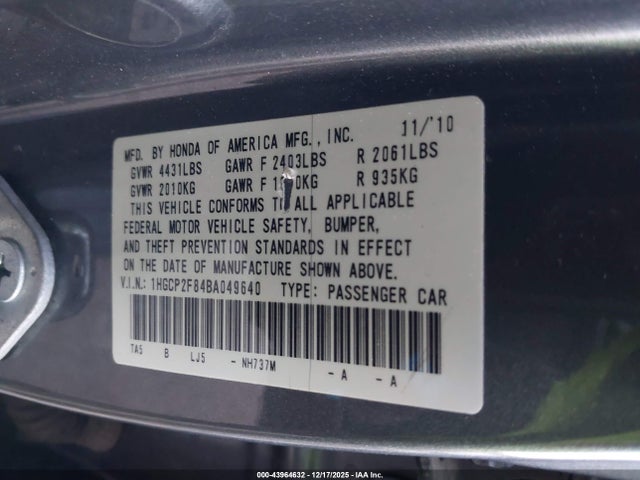 MFD. BY HONDA OF AMERICA MFG., INC. 11/'10
GVWR 4431LBS GAWR F 2403LBS R 2061LBS
GVWR 2010KG GAWR F KG R 935KG
THIS VEHICLE CONFORMS TO ALL APPLICABLE
FEDERAL MOTOR VEHICLE SAFETY, BUMPER,
AND THEFT PREVENTION STANDARDS IN EFFECT
ON THE DATE OF MANUFACTURE SHOWN ABOVE.
V.I.N.: 1HGCP2F84BA049640 TYPE: PASSENGER CAR
TA5 B LJ5 - NH737M - A - A
000-43964632 - 12/17/2025 - IAA Inc.